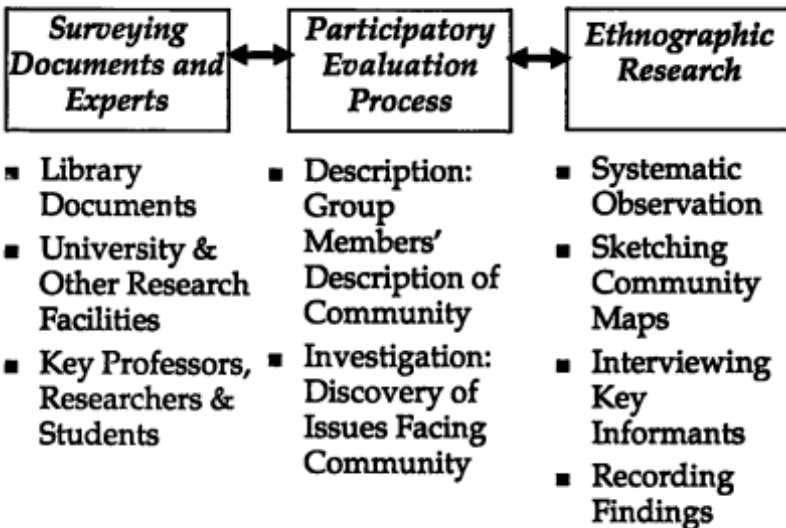 Surveying
Documents and
Experts
Participatory
Evaluation
Process
Ethnographic
Research
▪ Library
Documents
▪ University &
Other Research
Facilities
▪ Key Professors,
Researchers &
Students
▪ Description:
Group
Members'
Description of
Community
▪ Investigation:
Discovery of
Issues Facing
Community
▪ Systematic
Observation
▪ Sketching
Community
Maps
▪ Interviewing
Key
Informants
▪ Recording
Findings